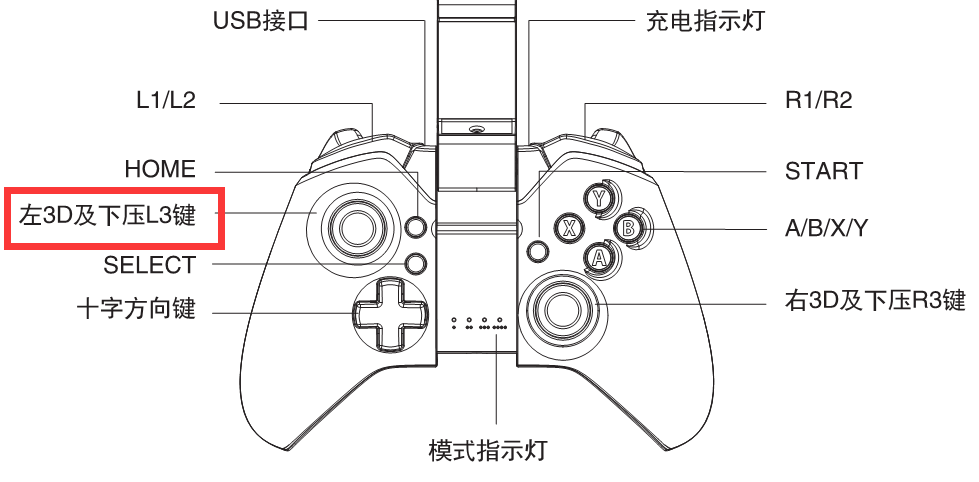 USB接口
充电指示灯
L1/L2
R1/R2
HOME
START
左3D及下压L3键
Y
X
B
A/B/X/Y
A
SELECT
十字方向键
右3D及下压R3键
模式指示灯